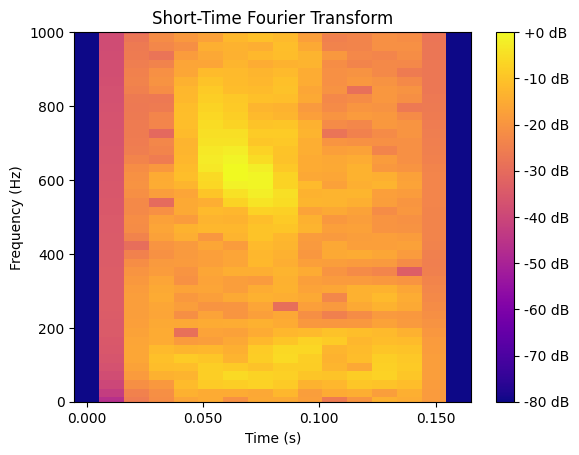 Short-Time Fourier Transform
1000
800
600
400
200
0
Frequency (Hz)
0.000
0.050
0.100
0.150
Time (s)
+0 dB
-10 dB
-20 dB
-30 dB
-40 dB
-50 dB
-60 dB
-70 dB
-80 dB